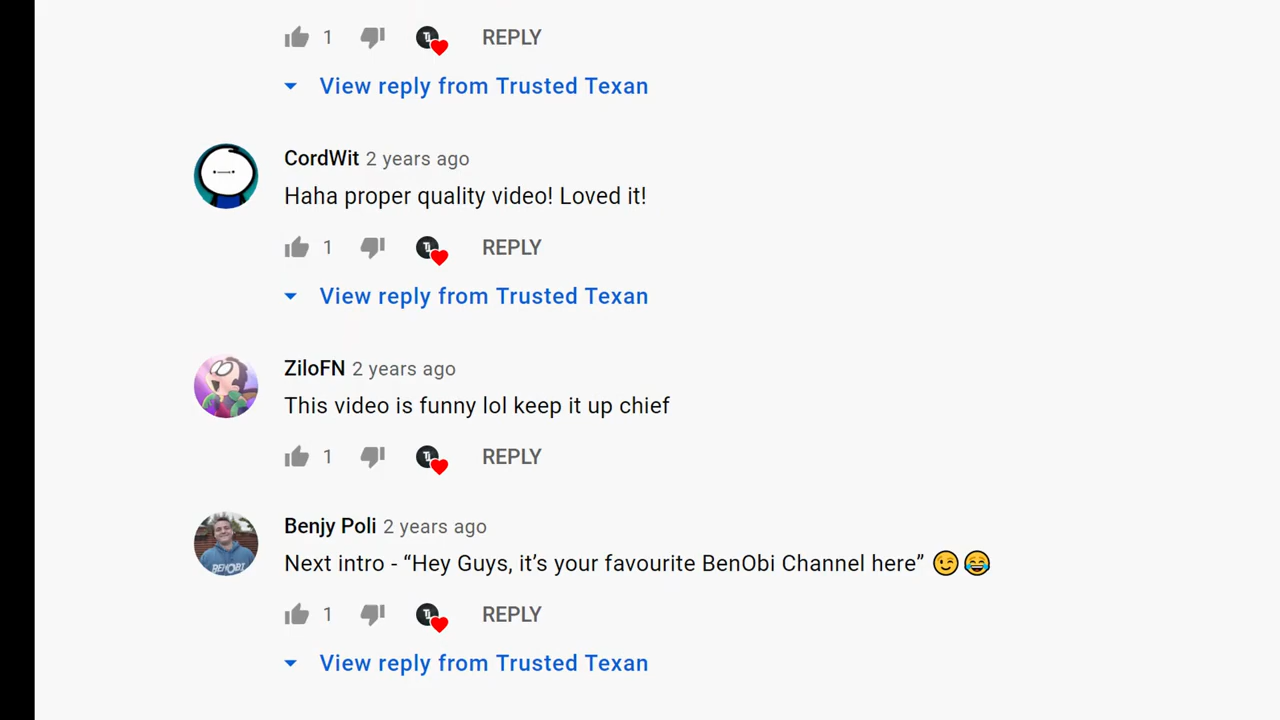 1 REPLY
View reply from Trusted Texan
CordWit 2 years ago
Haha proper quality video! Loved it!
1 REPLY
View reply from Trusted Texan
ZiloFN 2 years ago
This video is funny lol keep it up chief
1 REPLY
Benjy Poli 2 years ago
Next intro - “Hey Guys, it’s your favourite BenObi Channel here” 😉😂
BENOBI
1 REPLY
View reply from Trusted Texan